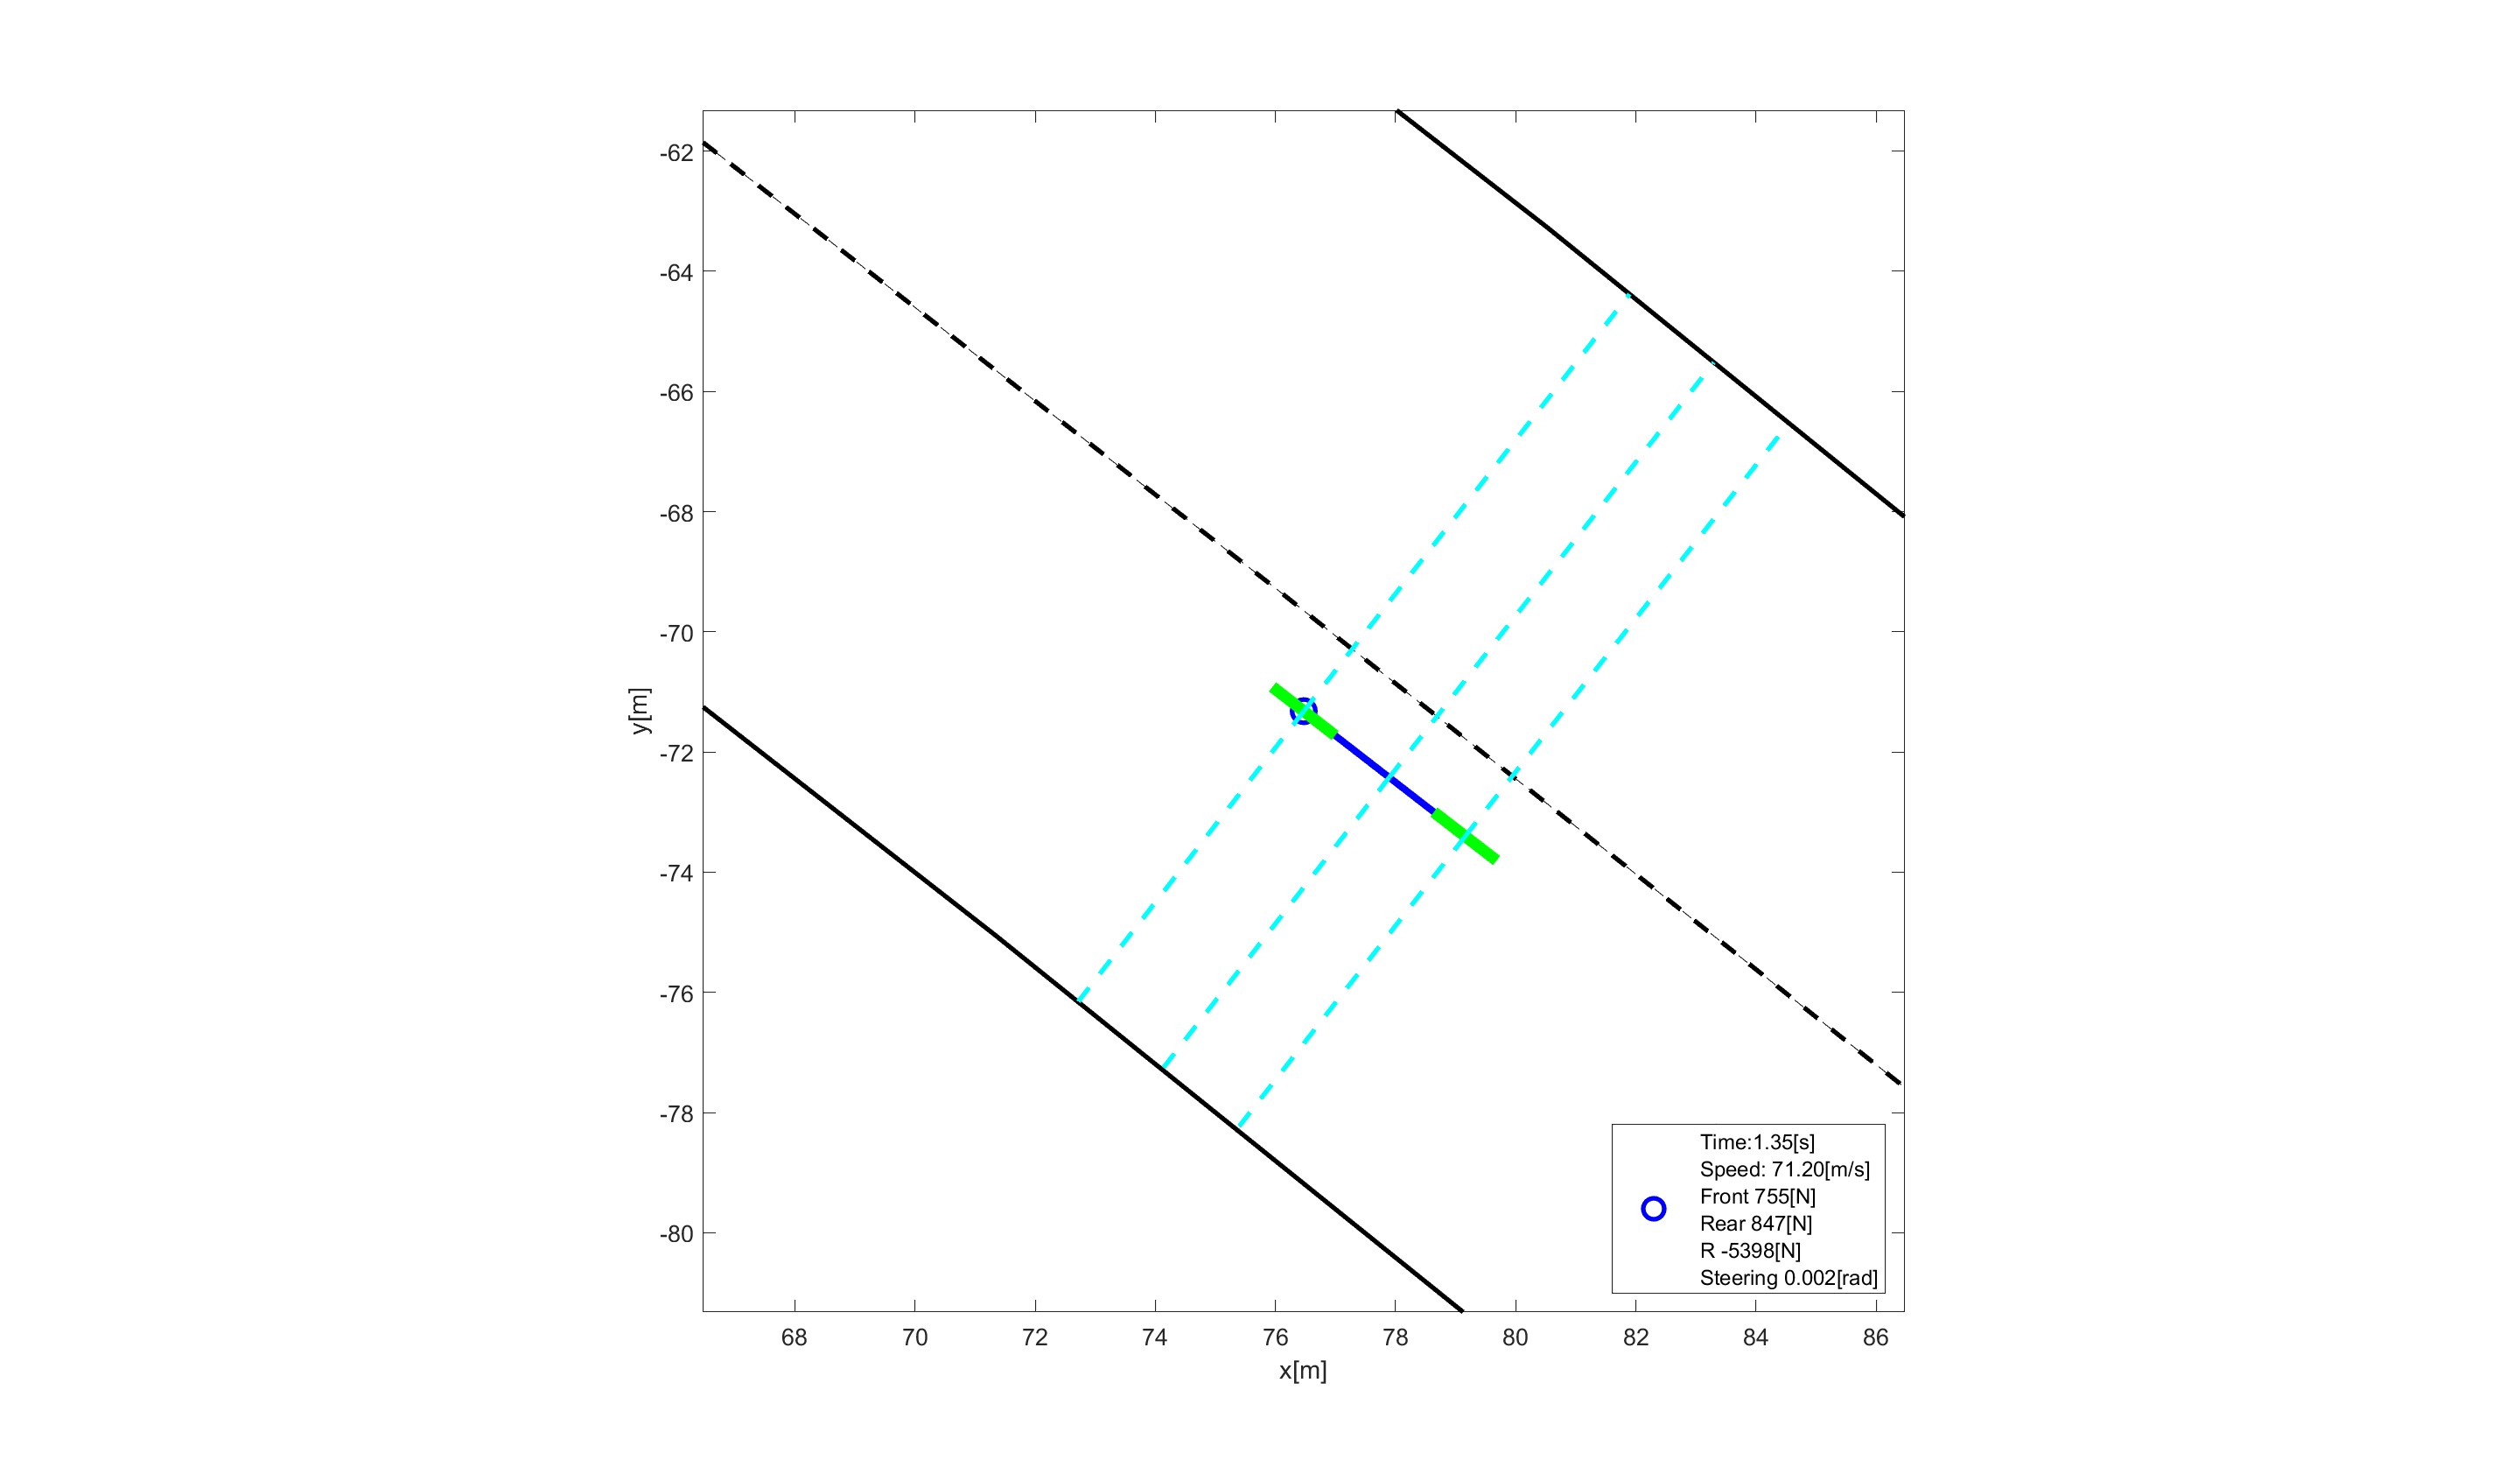 -62
-64
-66
-68
-70
-72
-74
-76
-78
-80
y[m]
68 70 72 74 76 78 80 82 84 86
x[m]
Time:1.35[s]
Speed: 71.20[m/s]
Front 755[N]
Rear 847[N]
R -5398[N]
Steering 0.002[rad]